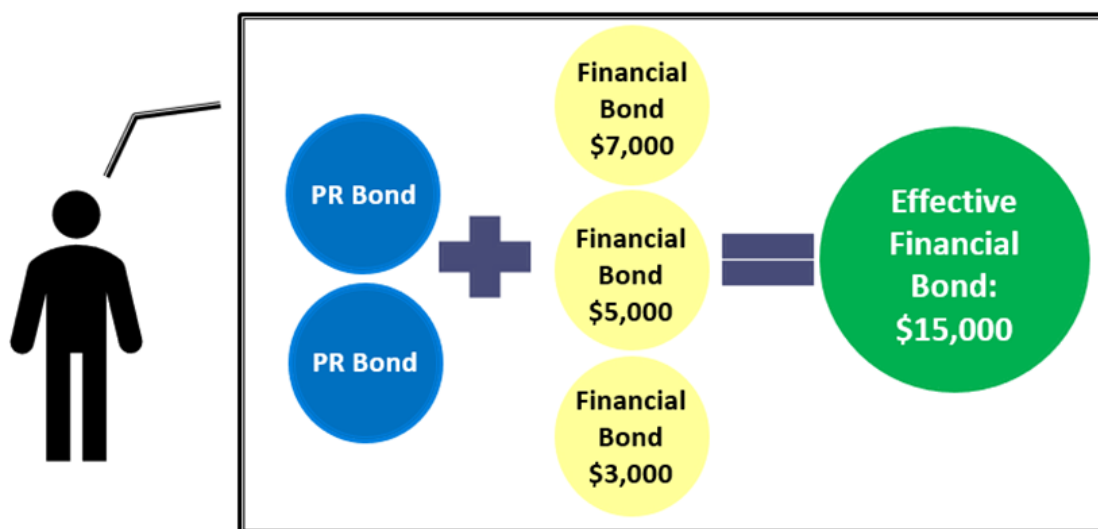 PR Bond
PR Bond
Financial
Bond
$7,000
Financial
Bond
$5,000
Financial
Bond
$3,000
Effective
Financial
Bond:
$15,000